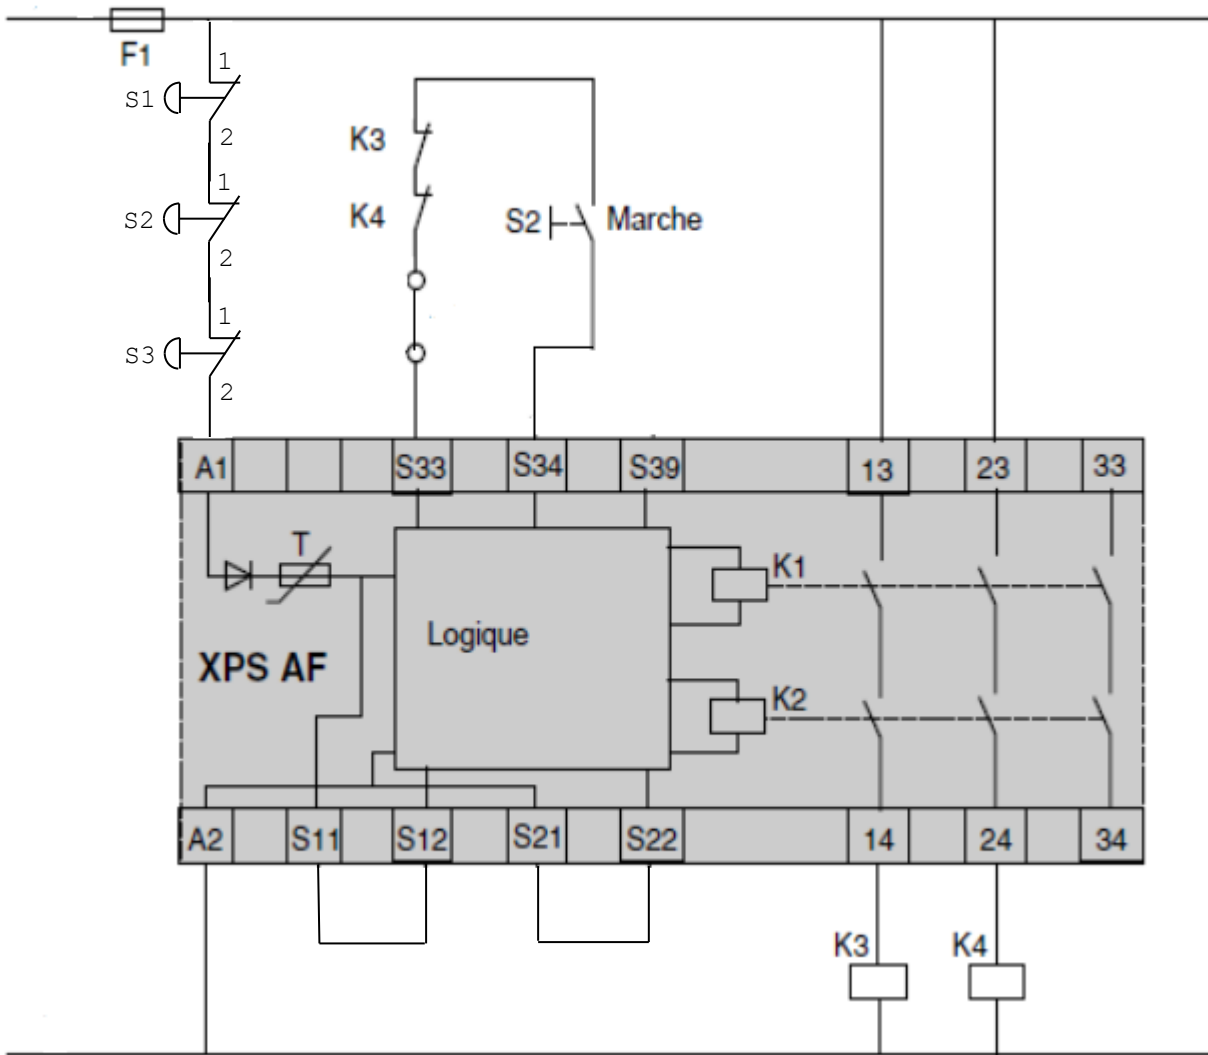 F1
1
S1
2
1
S2
2
1
S3
2
K3
K4
S2 Marche
A1 S33 S34 S39 13 23 33
T
K1
Logique
XPS AF
K2
A2 S11 S12 S21 S22 14 24 34
K3 K4